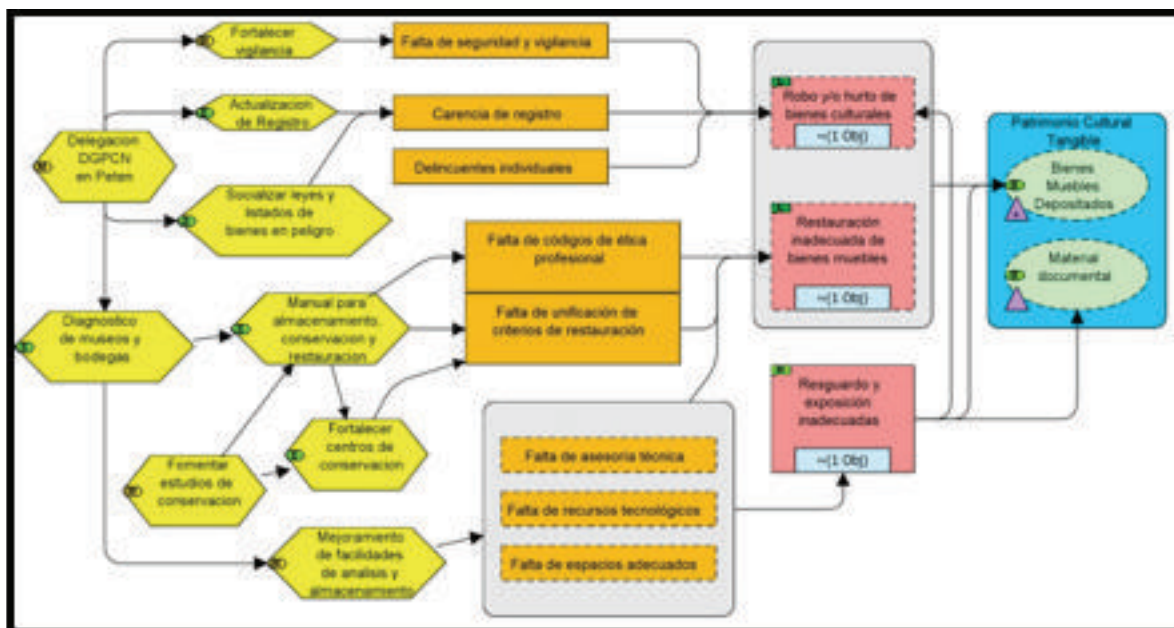 Fortalecer
vigilancia
Falta de seguridad y vigilancia
Actualizacion
de Registro
Carencia de registro
Delegacion
DGPCN
en Peten
Delincuentes individuales
Socializar leyes y
listados de
bienes en peligro
Robo y/o hurto de
bienes culturales
~(1 Obj)
Patrimonio Cultural
Tangible
Bienes
Muebles
Depositados
Restauración
inadecuada de
bienes muebles
~(1 Obj)
Material
documental
Falta de códigos de ética
profesional
Falta de unificación de
criterios de restauración
Diagnostico
de museos y
bodegas
Manual para
almacenamiento,
conservacion y
restauracion
Fortalecer
centros de
conservacion
Fomentar
estudios de
conservacion
Resguardo y
exposición
inadecuadas
~(1 Obj)
Falta de asesoría técnica
Falta de recursos tecnológicos
Falta de espacios adecuados
Mejoramiento
de facilidades
de analisis y
almacenamiento